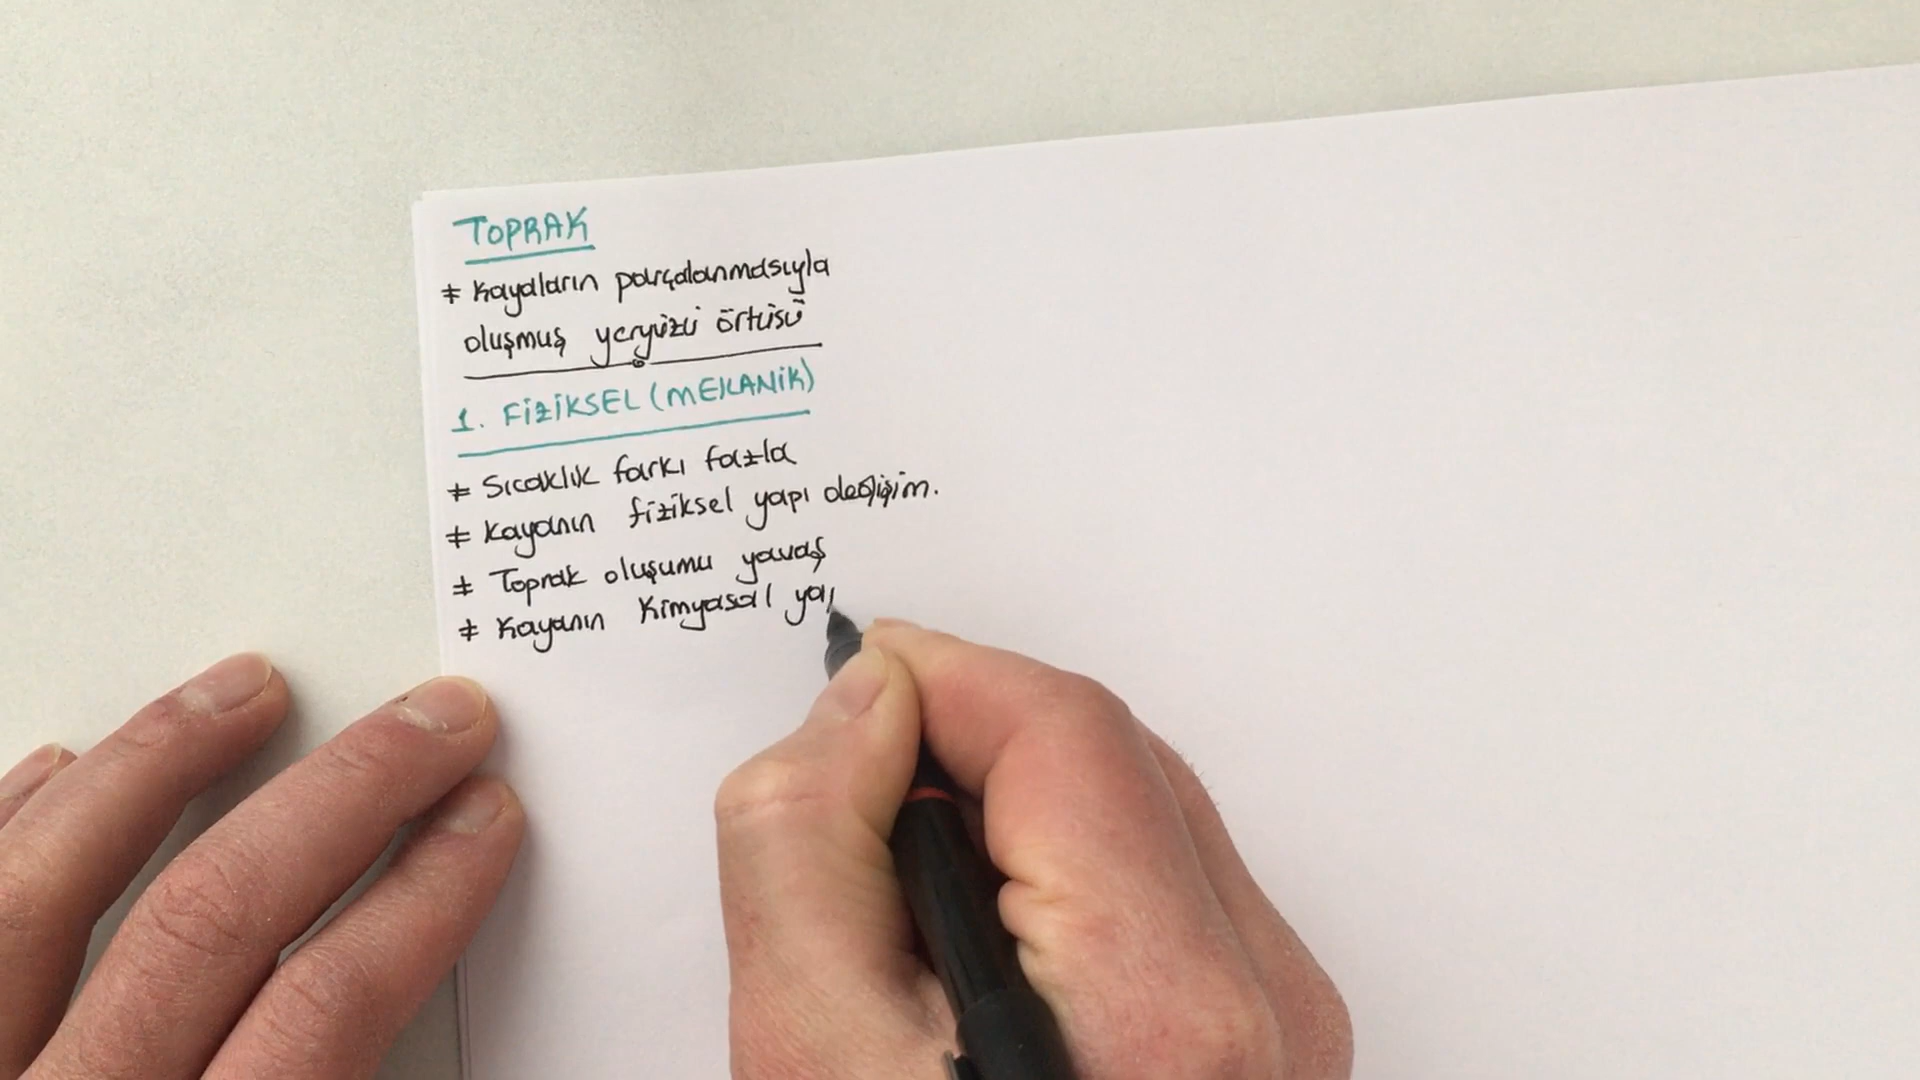 TOPRAK
* Kayaların parçalanmasıyla
oluşmuş yeryüzü örtüsü
1. FİZİKSEL (MEKANİK)
* Sıcaklık farkı fazla
* Kayanın fiziksel yapı değişim.
* Toprak oluşumu yavaş
* Kayanın Kimyasal ya